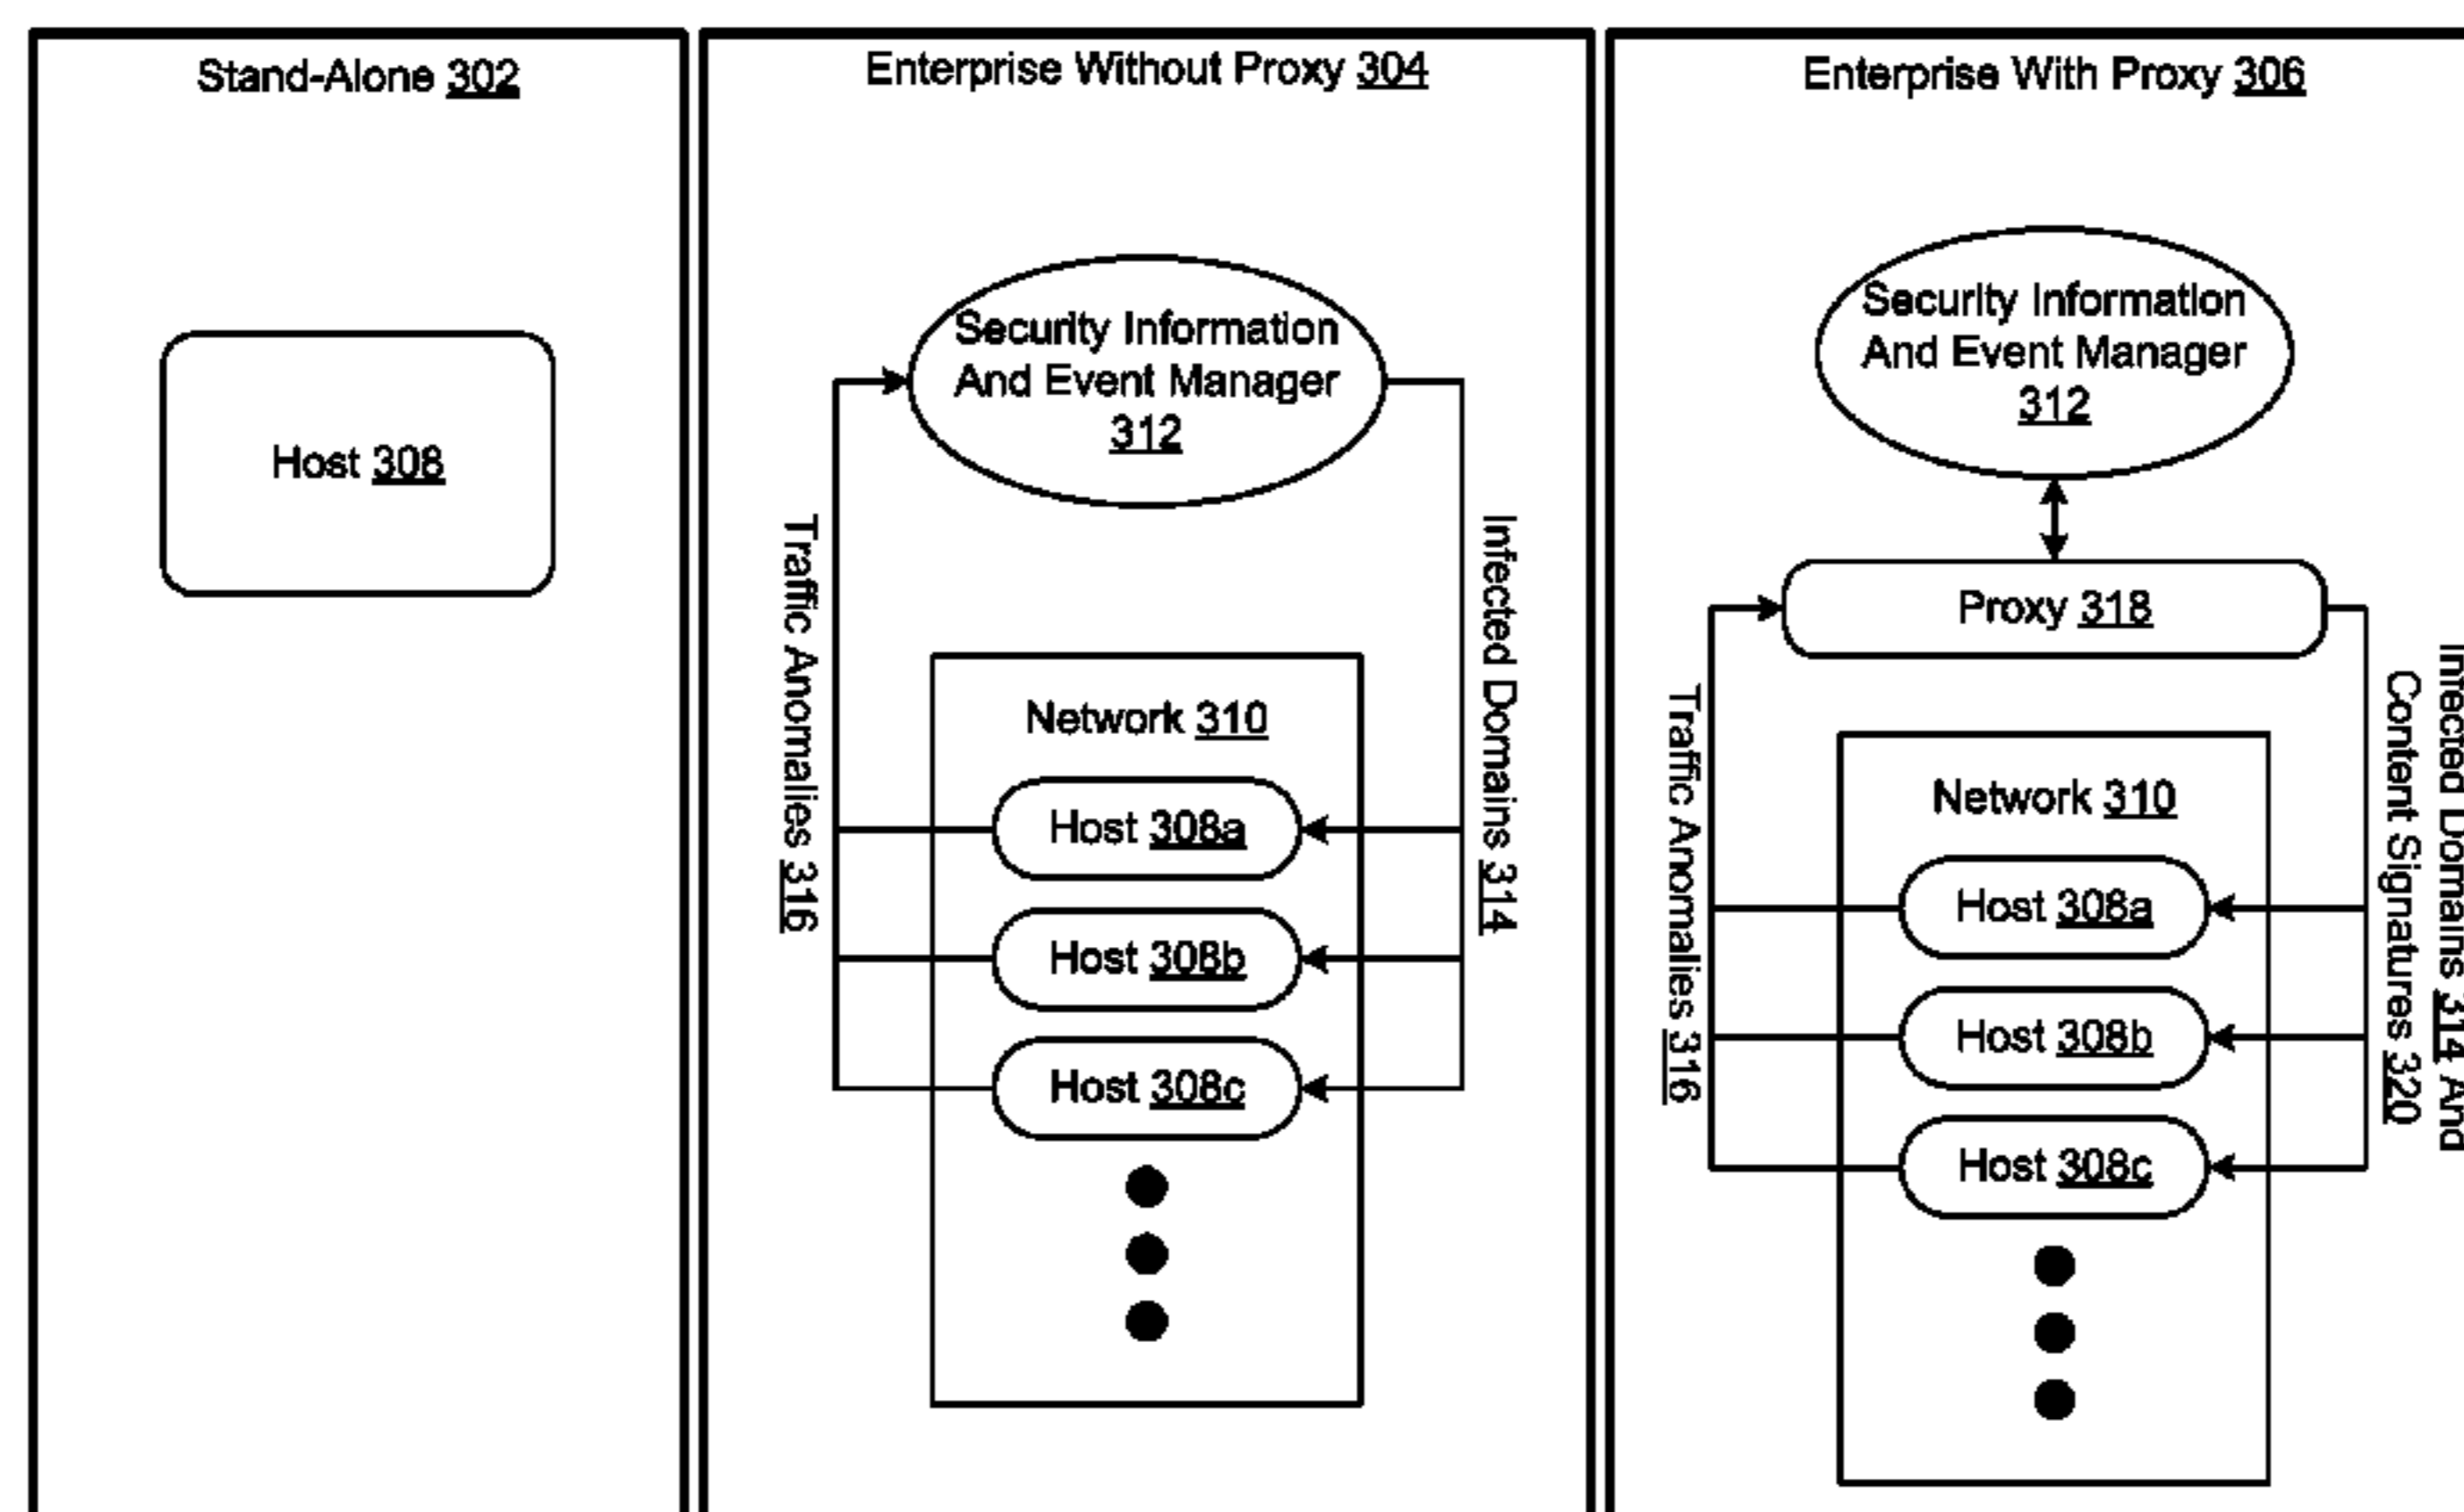 Stand-Alone 302
Host 308
Enterprise Without Proxy 304
Security Information
And Event Manager
312
Traffic Anomalies 316
Infected Domains 314
Network 310
Host 308a
Host 308b
Host 308c
Enterprise With Proxy 306
Security Information
And Event Manager
312
Proxy 318
Traffic Anomalies 316
Infected Domains 314 And
Content Signatures 320
Network 310
Host 308a
Host 308b
Host 308c